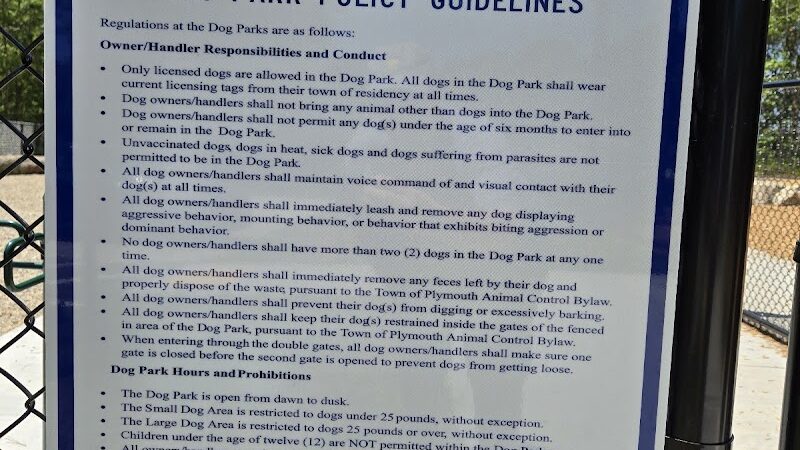 PARK POLICY GUIDELINES
Regulations at the Dog Parks are as follows:
Owner/Handler Responsibilities and Conduct
• Only licensed dogs are allowed in the Dog Park. All dogs in the Dog Park shall wear
current licensing tags from their town of residency at all times.
• Dog owners/handlers shall not bring any animal other than dogs into the Dog Park.
• Dog owners/handlers shall not permit any dog(s) under the age of six months to enter into
or remain in the Dog Park.
• Unvaccinated dogs, dogs in heat, sick dogs and dogs suffering from parasites are not
permitted to be in the Dog Park.
• All dog owners/handlers shall maintain voice command of and visual contact with their
dog(s) at all times.
• All dog owners/handlers shall immediately leash and remove any dog displaying
aggressive behavior, mounting behavior, or behavior that exhibits biting aggression or
dominant behavior.
• No dog owners/handlers shall have more than two (2) dogs in the Dog Park at any one
time.
• All dog owners/handlers shall immediately remove any feces left by their dog and
properly dispose of the waste, pursuant to the Town of Plymouth Animal Control Bylaw.
• All dog owners/handlers shall prevent their dog(s) from digging or excessively barking.
• All dog owners/handlers shall keep their dog(s) restrained inside the gates of the fenced
in area of the Dog Park, pursuant to the Town of Plymouth Animal Control Bylaw.
• When entering through the double gates, all dog owners/handlers shall make sure one
gate is closed before the second gate is opened to prevent dogs from getting loose.
Dog Park Hours and Prohibitions
• The Dog Park is open from dawn to dusk.
• The Small Dog Area is restricted to dogs under 25 pounds, without exception.
• The Large Dog Area is restricted to dogs 25 pounds or over, without exception.
• Children under the age of twelve (12) are NOT permitted within the Dog Park
• All